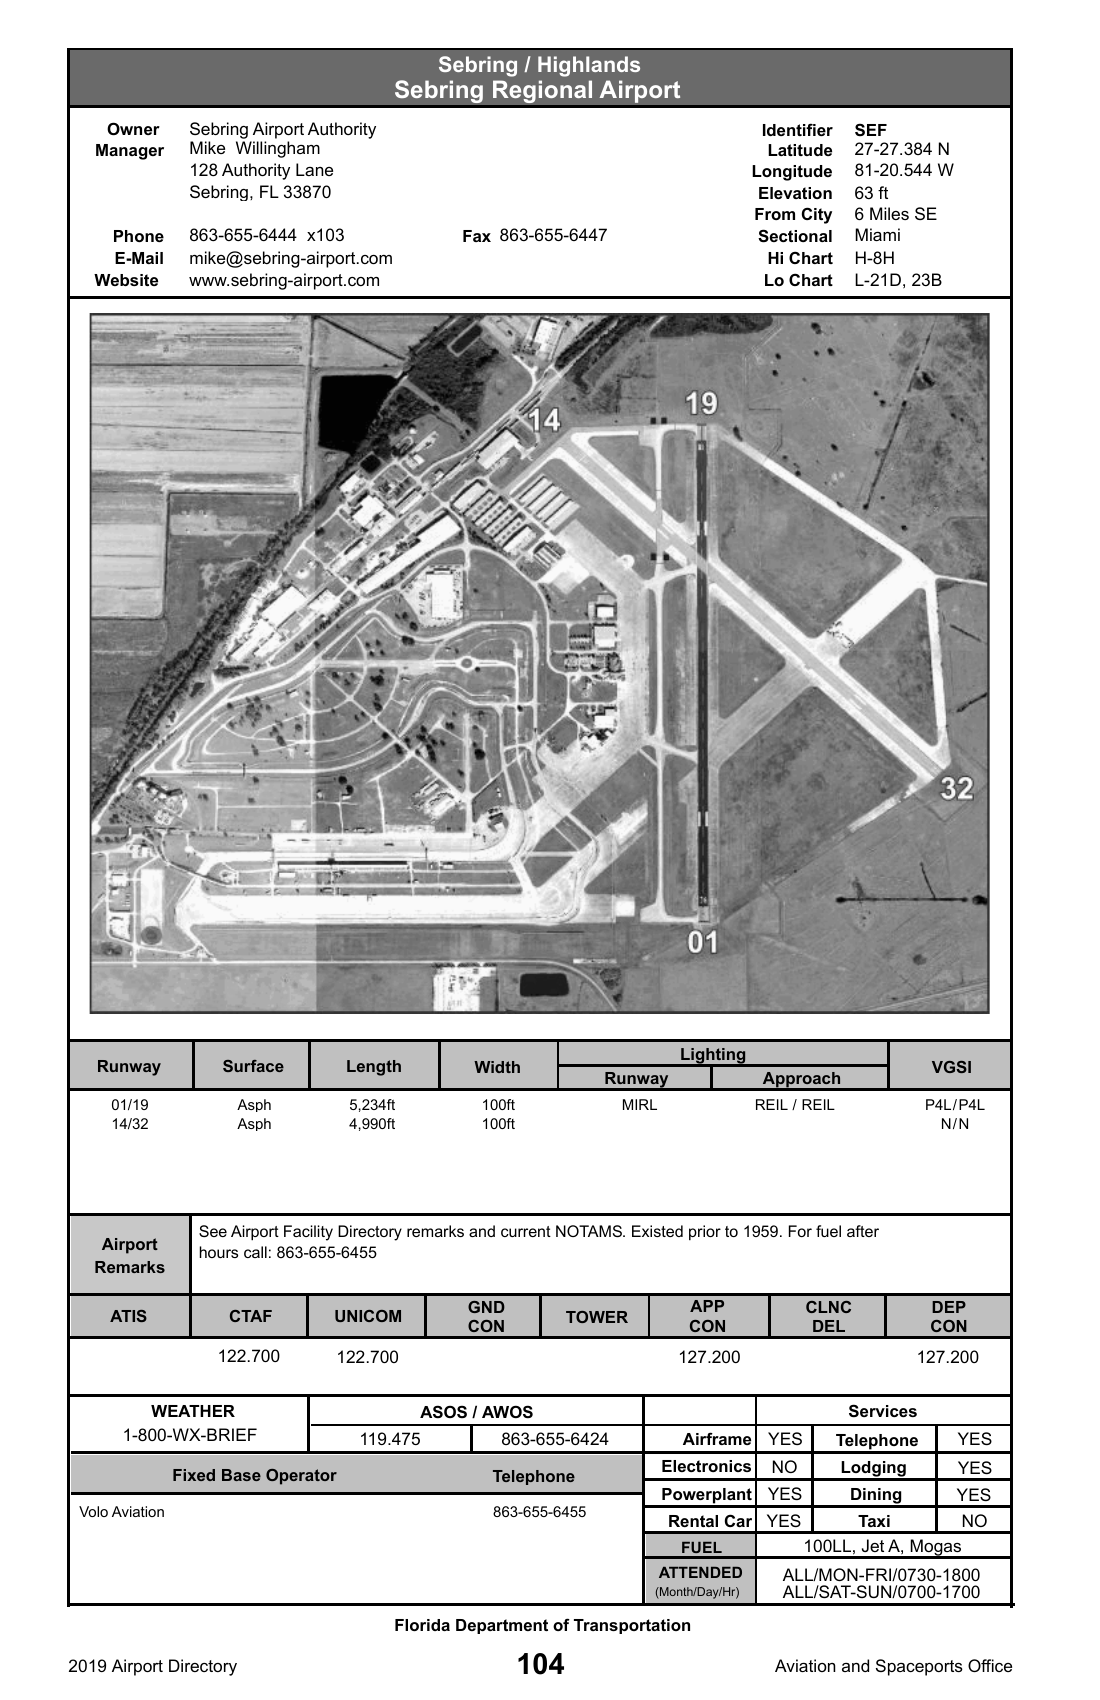 Sebring / Highlands
Sebring Regional Airport
Owner Sebring Airport Authority
Manager Mike Willingham
128 Authority Lane
Sebring, FL 33870
Phone 863-655-6444 x103 Fax 863-655-6447
E-Mail mike@sebring-airport.com
Website www.sebring-airport.com
Identifier SEF
Latitude 27-27.384 N
Longitude 81-20.544 W
Elevation 63 ft
From City 6 Miles SE
Sectional Miami
Hi Chart H-8H
Lo Chart L-21D, 23B
19
14
32
01
Runway Surface Length Width Lighting VGSI
Runway Approach
01/19 Asph 5,234ft 100ft MIRL REIL / REIL P4L/P4L
14/32 Asph 4,990ft 100ft N/N
Airport Remarks
See Airport Facility Directory remarks and current NOTAMS. Existed prior to 1959. For fuel after
hours call: 863-655-6455
ATIS CTAF UNICOM GND CON TOWER APP CON CLNC DEL DEP CON
122.700 122.700 127.200 127.200
WEATHER ASOS / AWOS Services
1-800-WX-BRIEF 119.475 863-655-6424
Airframe YES Telephone YES
Electronics NO Lodging YES
Powerplant YES Dining YES
Rental Car YES Taxi NO
Fixed Base Operator Telephone
Volo Aviation 863-655-6455
FUEL 100LL, Jet A, Mogas
ATTENDED ALL/MON-FRI/0730-1800
(Month/Day/Hr) ALL/SAT-SUN/0700-1700
Florida Department of Transportation
2019 Airport Directory 104 Aviation and Spaceports Office